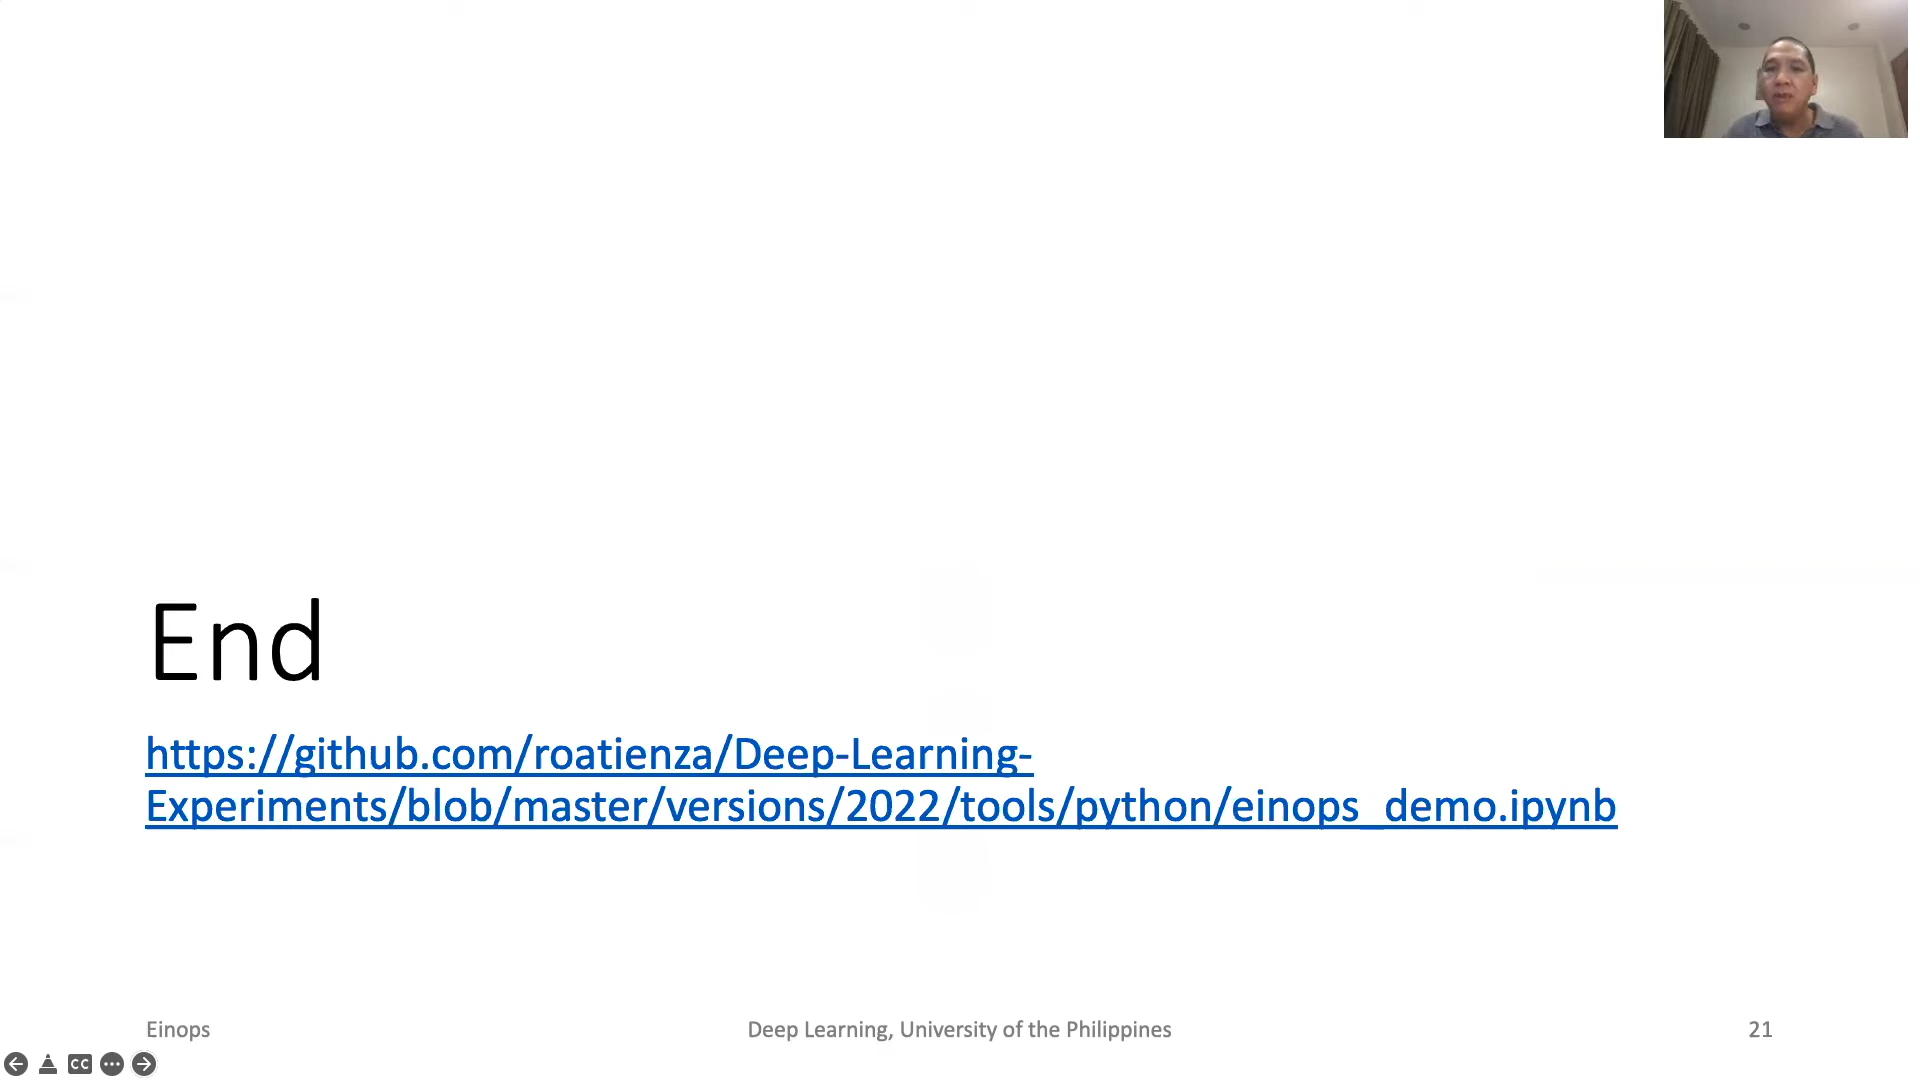 End
https://github.com/roatienza/Deep-Learning-
Experiments/blob/master/versions/2022/tools/python/einops_demo.ipynb
Einops
Deep Learning, University of the Philippines
21
CC